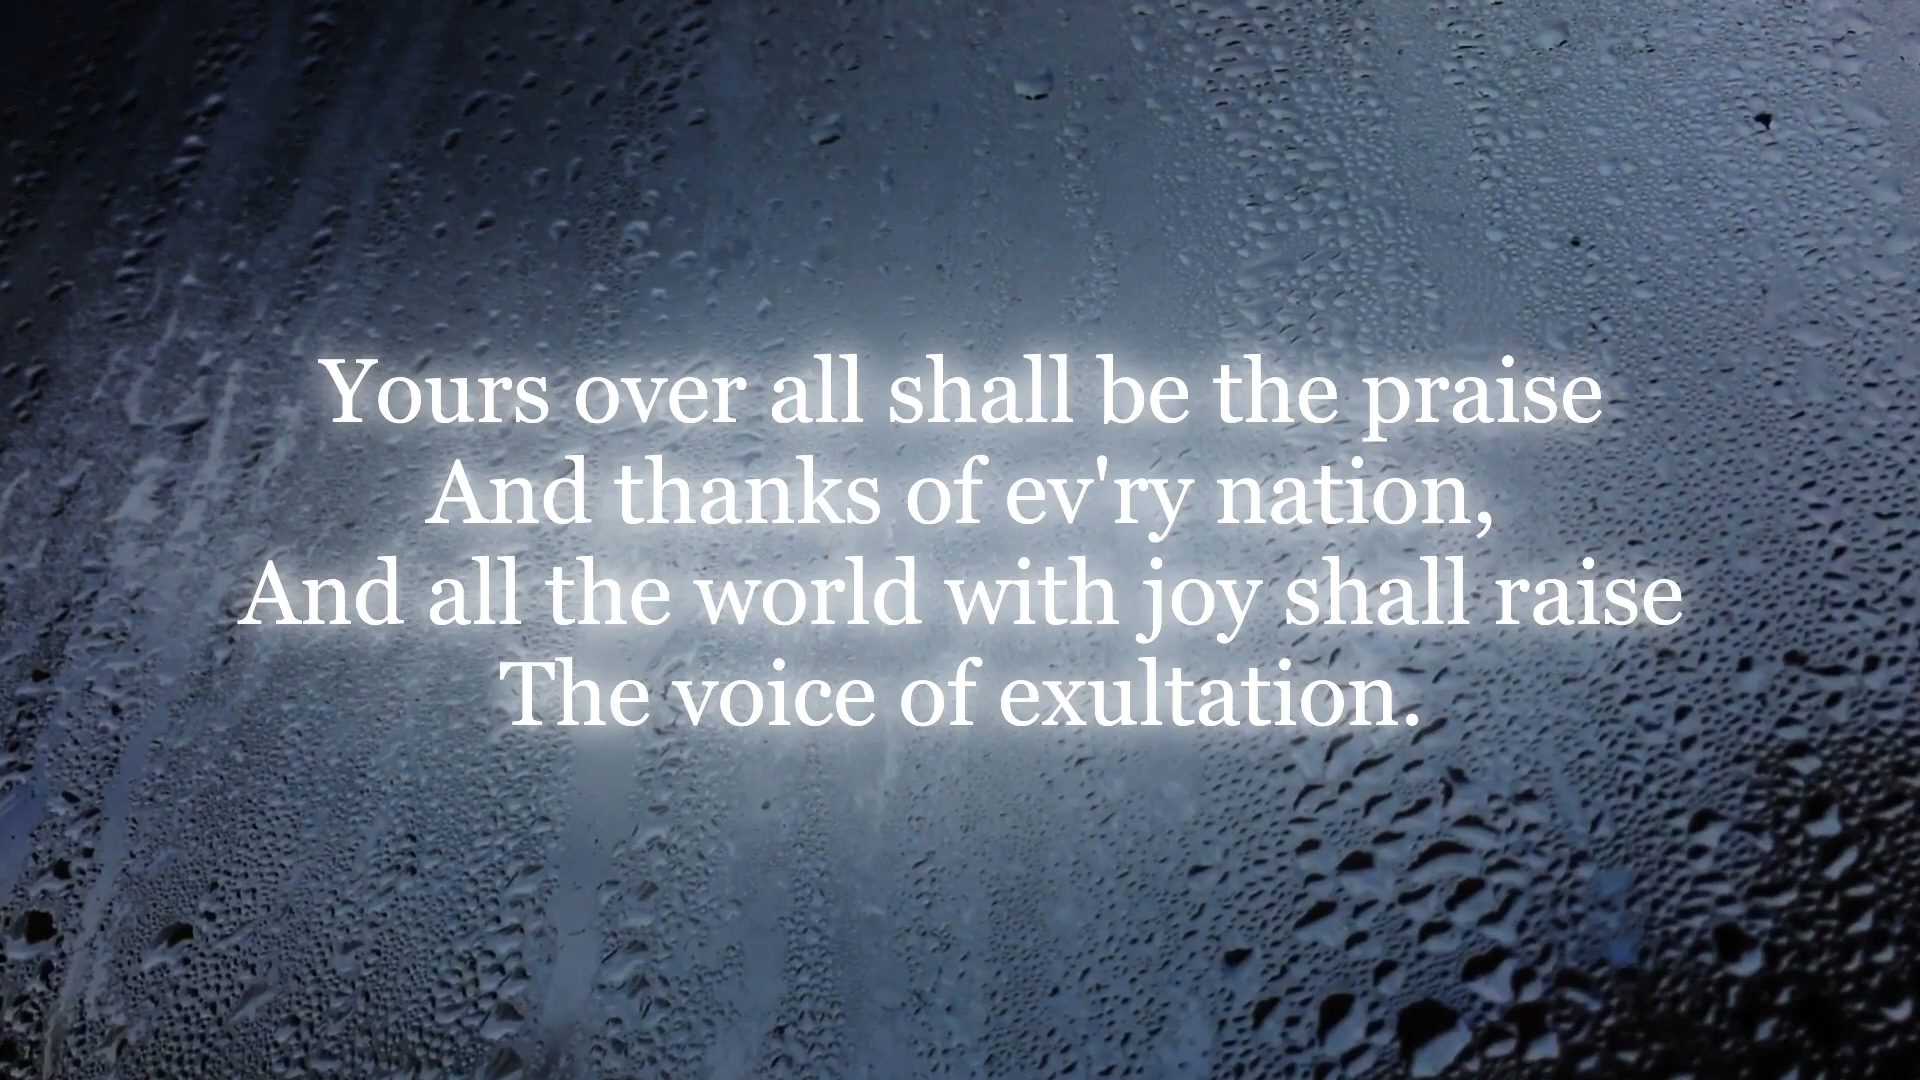 Yours over all shall be the praise
And thanks of ev'ry nation,
And all the world with joy shall raise
The voice of exultation.